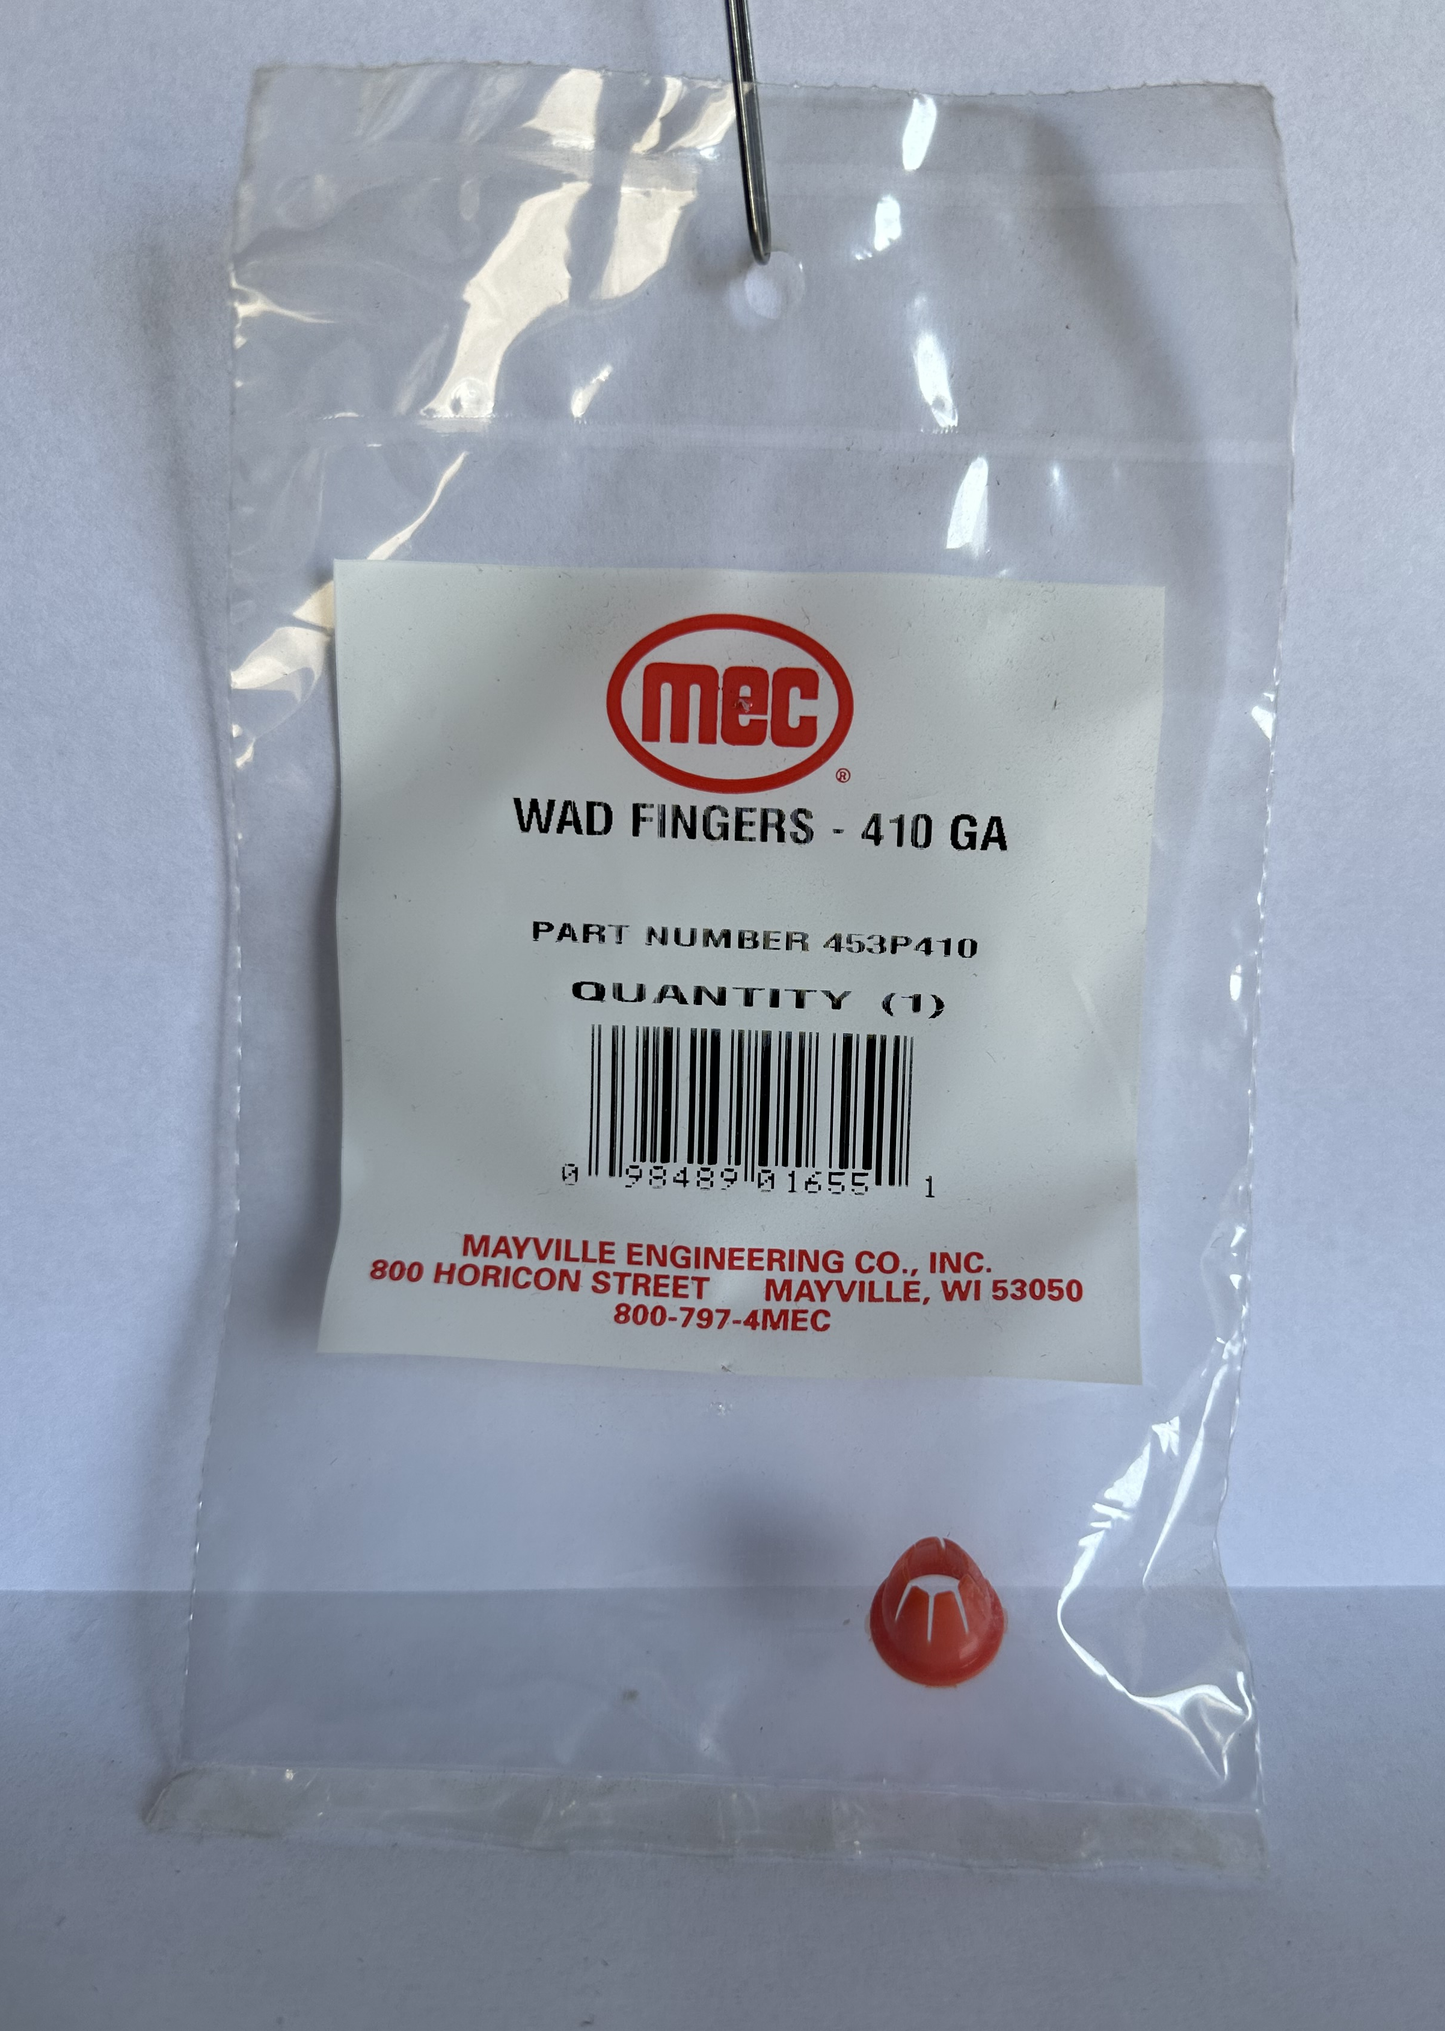 mec
®
WAD FINGERS - 410 GA
PART NUMBER 453P410
QUANTITY (1)
0 98489 01655 1
MAYVILLE ENGINEERING CO., INC.
800 HORICON STREET MAYVILLE, WI 53050
800-797-4MEC